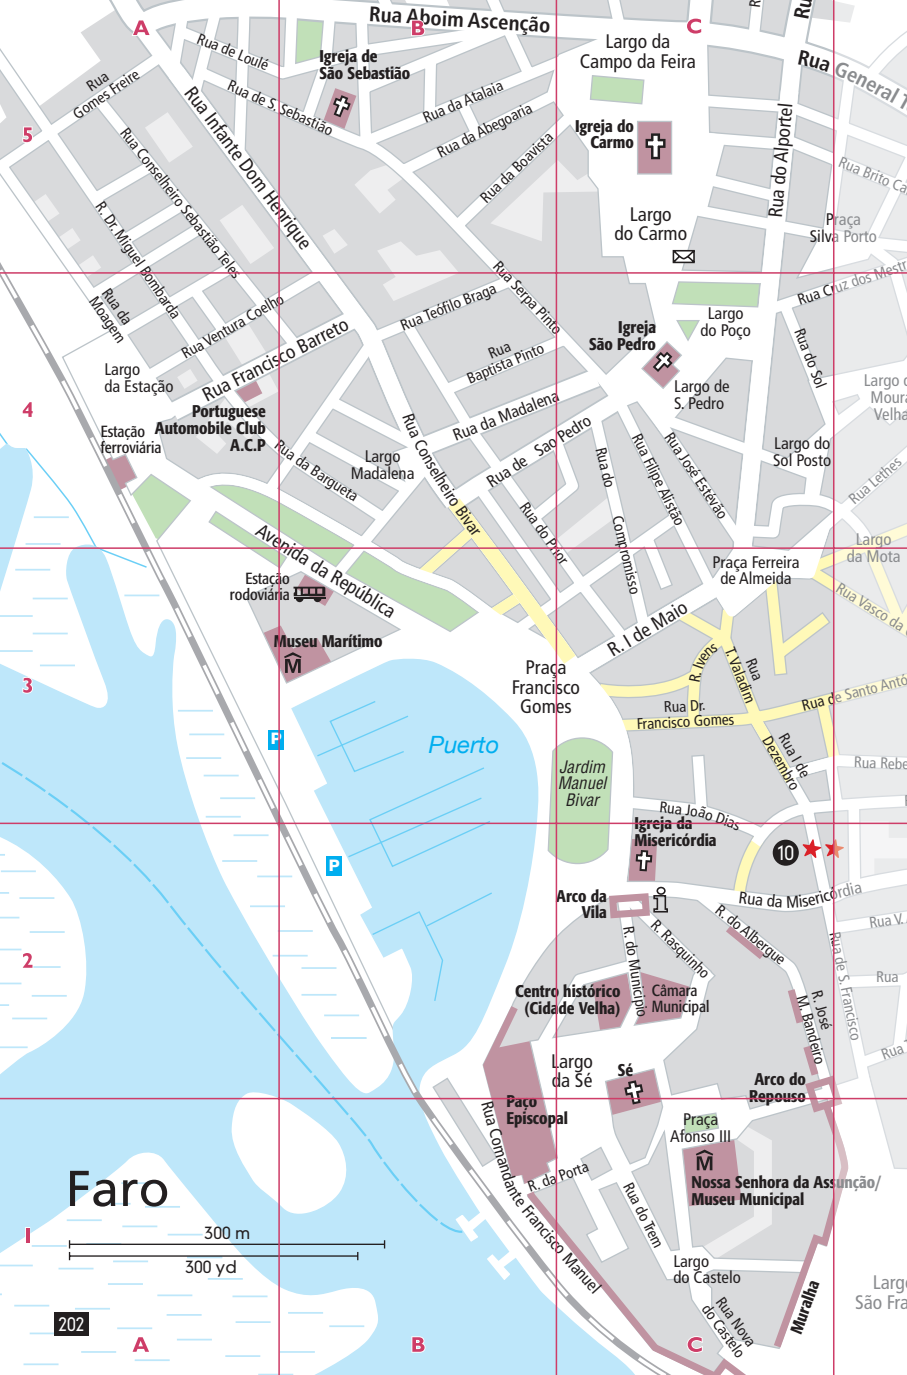 A
B
C
Rua Aboim Ascenção
Rua de Loulé
Igreja de
São Sebastião
Largo da
Campo da Feira
Rua General
Rua
Gomes Freire
Rua de S. Sebastião
Rua da Atalaia
Rua da Abegoaria
Rua da Boavista
Igreja do
Carmo
Rua do Alportel
5
Rua Infante Dom Henrique
Rua Conselheiro Sebastião Teles
R. Dr. Miguel Bombarda
Rua Brito
Praça
Silva Porto
Largo
do Carmo
Rua Serpa Pinto
Rua Cruz dos
Rua da
Moagem
Rua Ventura Coelho
Rua Teófilo Braga
Rua Francisco Barreto
Largo
do Poço
Igreja
São Pedro
Rua
Baptista Pinto
Rua do Sol
Largo
da Estação
Largo de
S. Pedro
Velha
4
Portuguese
Automobile Club
A.C.P
Estação
ferroviária
Rua da Madalena
Rua Conselheiro Bivar
Rua de Sao Pedro
Rua da Bargueta
Largo
Madalena
Rua do
Compromisso
Rua Filipe Alistão
Rua José Estêvão
Largo do
Sol Posto
Rua Lethes
Rua do Prior
Avenida da República
Largo
da Mota
Praça Ferreira
de Almeida
Estação
rodoviária
Rua Vasco da
R. I de Maio
Museu Marítimo
R. Ivens
Rua
T. Valadim
Praça
Francisco
Gomes
3
Rua Dr.
Francisco Gomes
Rua de Santo
P
Puerto
Rua I de
Dezembro
Jardim
Manuel
Bivar
Rua João Dias
Igreja da
Misericórdia
10
P
Rua da Misericórdia
Arco da
Vila
R. do Albergue
R. Rasquinho
R. do Município
Rua V.
Rua de S. Francisco
2
Rua
Centro histórico
(Cidade Velha)
Câmara
Municipal
R. José
M. Bandeiro
Largo
da Sé
Sé
Rua
Arco do
Repouso
Paço
Episcopal
Praça
Afonso III
Rua Comandante Francisco Manuel
R. da Porta
Nossa Senhora da Assunção/
Museu Municipal
Rua do Trem
Faro
300 m
300 yd
1
Largo
do Castelo
Rua Nova
do Castelo
Muralha
São
202
A
B
C